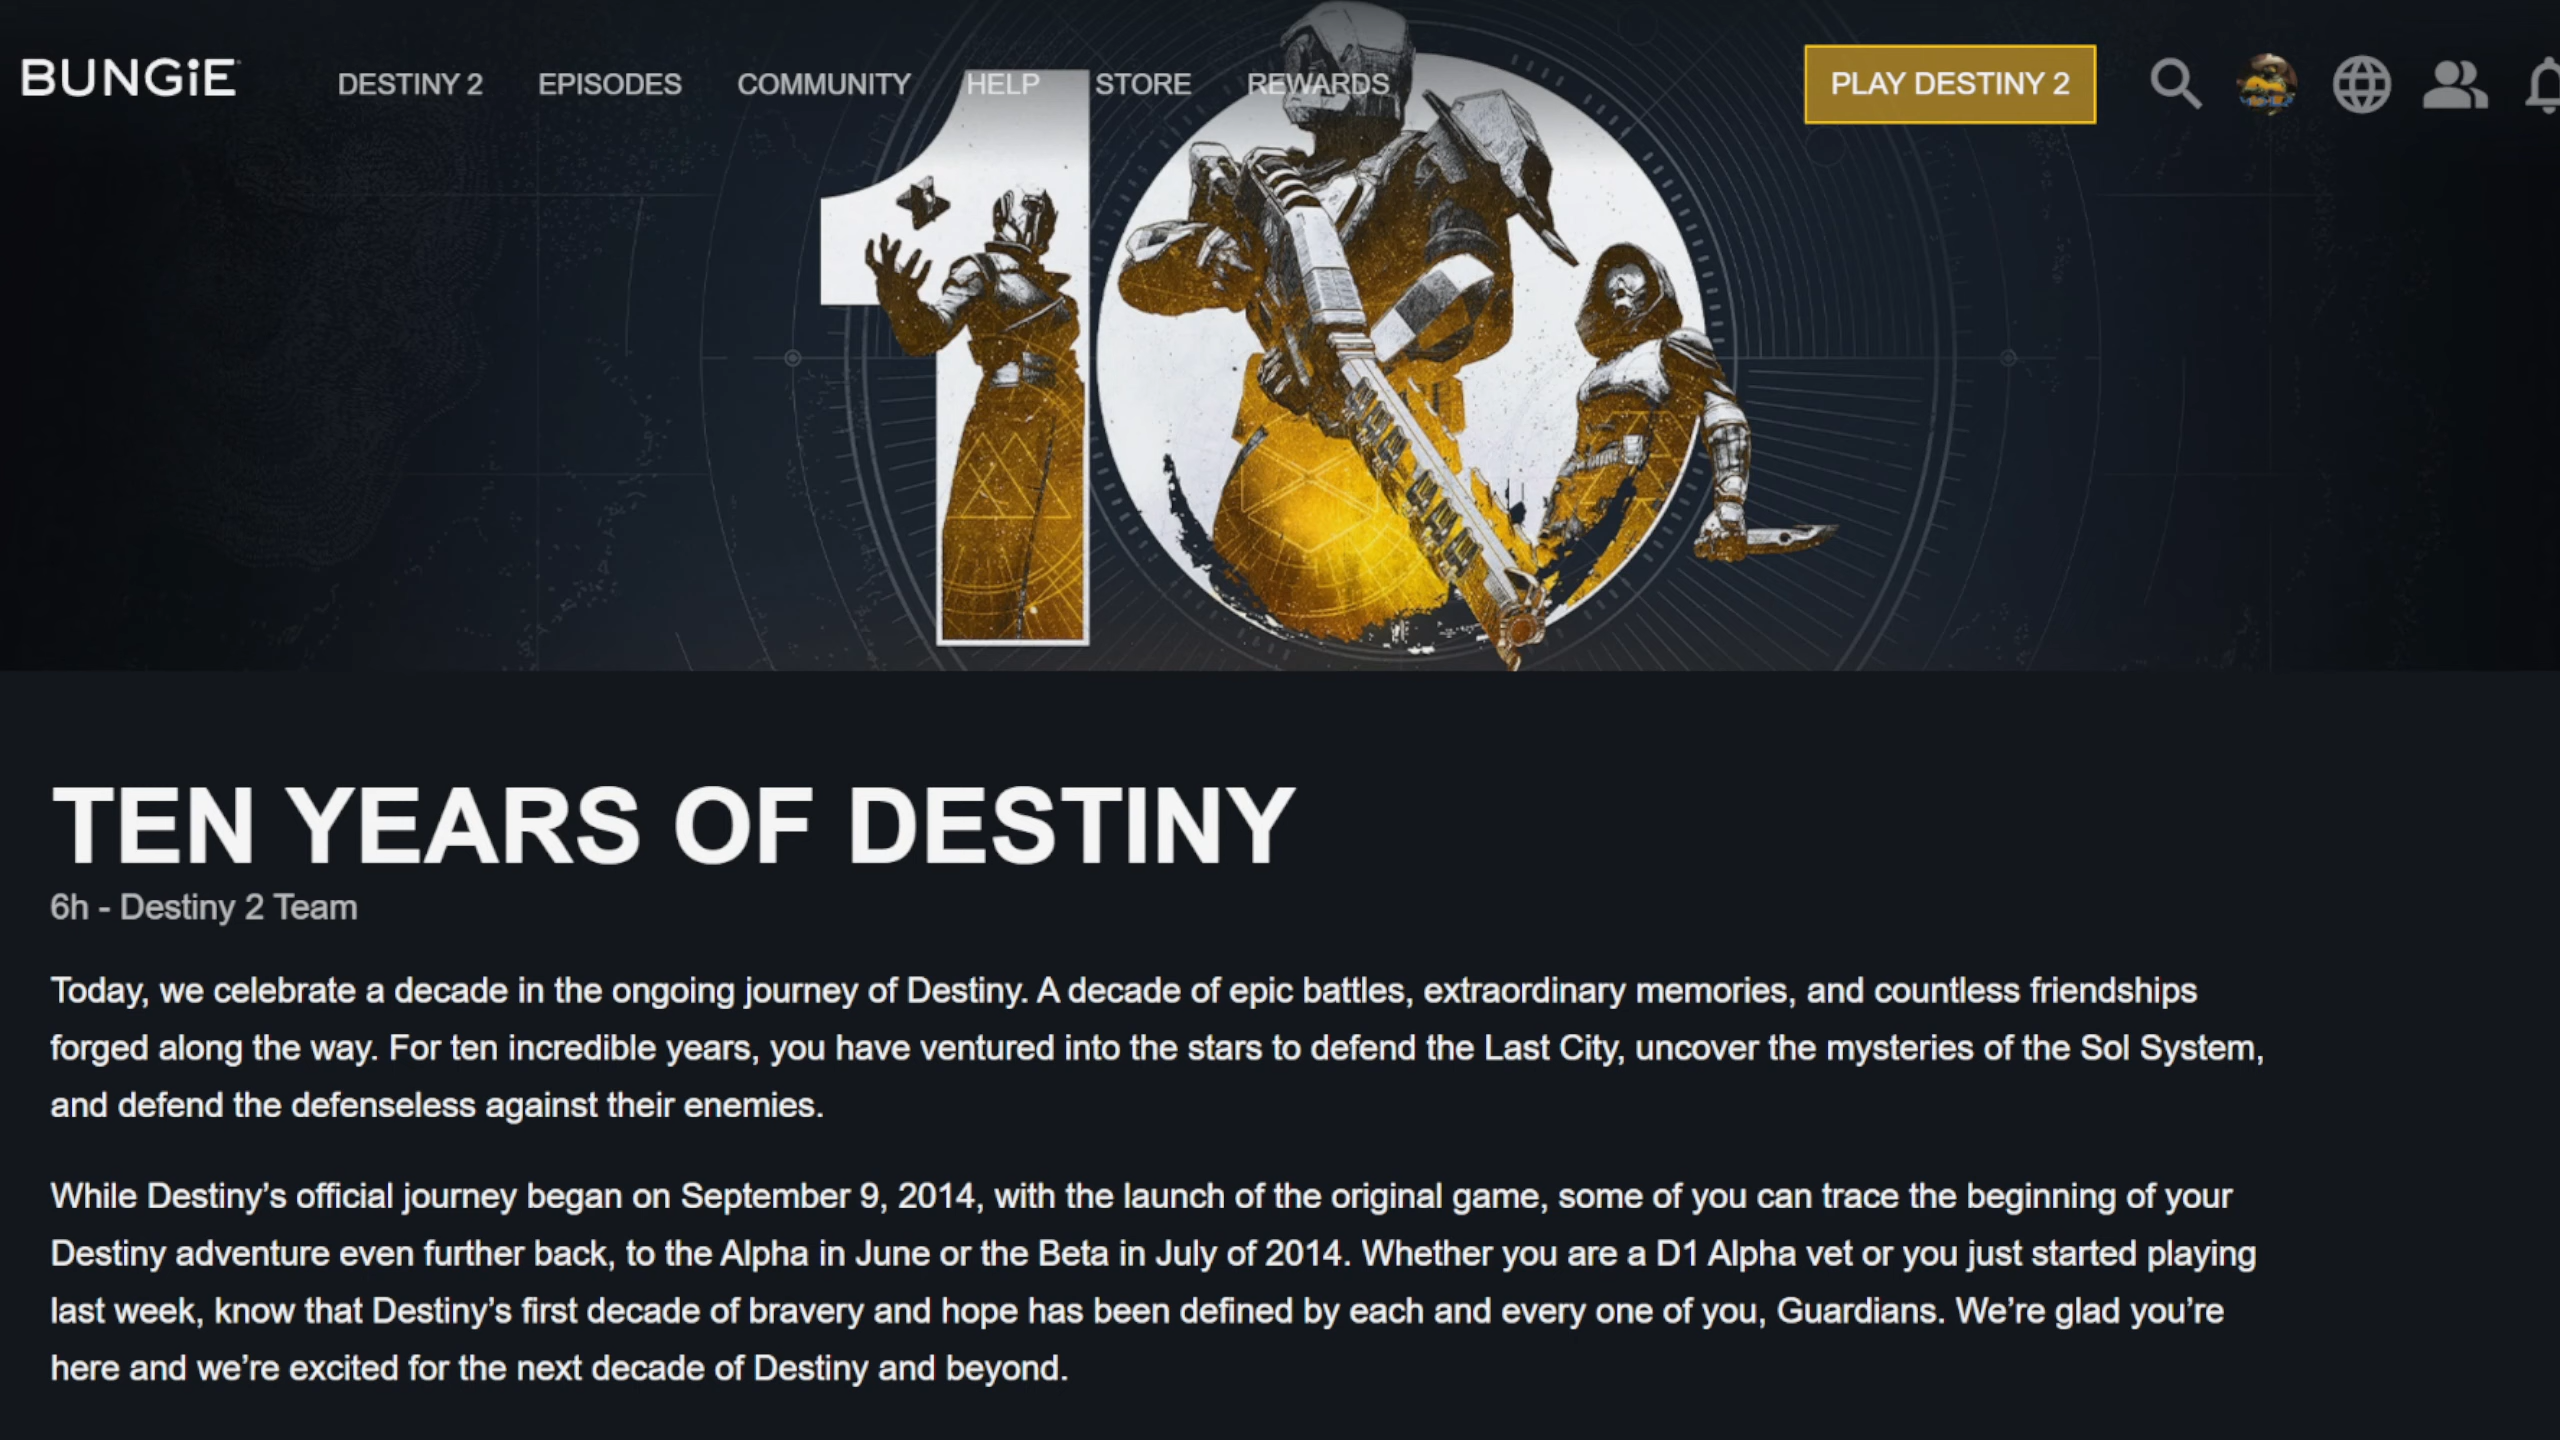 BUNGiE
DESTINY 2
EPISODES
COMMUNITY
HELP
STORE
REWARDS
PLAY DESTINY 2
10
TEN YEARS OF DESTINY
6h - Destiny 2 Team
Today, we celebrate a decade in the ongoing journey of Destiny. A decade of epic battles, extraordinary memories, and countless friendships
forged along the way. For ten incredible years, you have ventured into the stars to defend the Last City, uncover the mysteries of the Sol System,
and defend the defenseless against their enemies.
While Destiny’s official journey began on September 9, 2014, with the launch of the original game, some of you can trace the beginning of your
Destiny adventure even further back, to the Alpha in June or the Beta in July of 2014. Whether you are a D1 Alpha vet or you just started playing
last week, know that Destiny’s first decade of bravery and hope has been defined by each and every one of you, Guardians. We’re glad you’re
here and we’re excited for the next decade of Destiny and beyond.